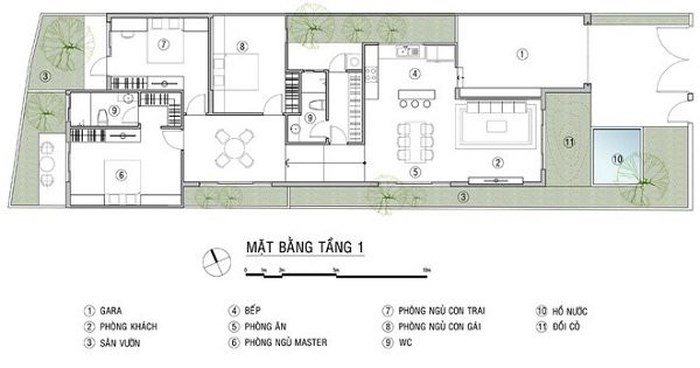 7
8
4
1
3
9
9
6
5
2
11
10
3
MẶT BẰNG TẦNG 1
0 1m 2m 5m 10m
1 GARA
2 PHÒNG KHÁCH
3 SÂN VƯỜN
4 BẾP
5 PHÒNG ĂN
6 PHÒNG NGỦ MASTER
7 PHÒNG NGỦ CON TRAI
8 PHÒNG NGỦ CON GÁI
9 WC
10 HỒ NƯỚC
11 ĐỒI CỎ